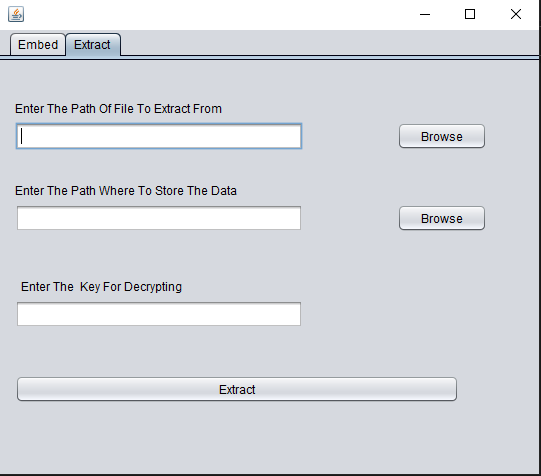 Embed Extract
Enter The Path Of File To Extract From
Browse
Enter The Path Where To Store The Data
Browse
Enter The  Key For Decrypting
Extract